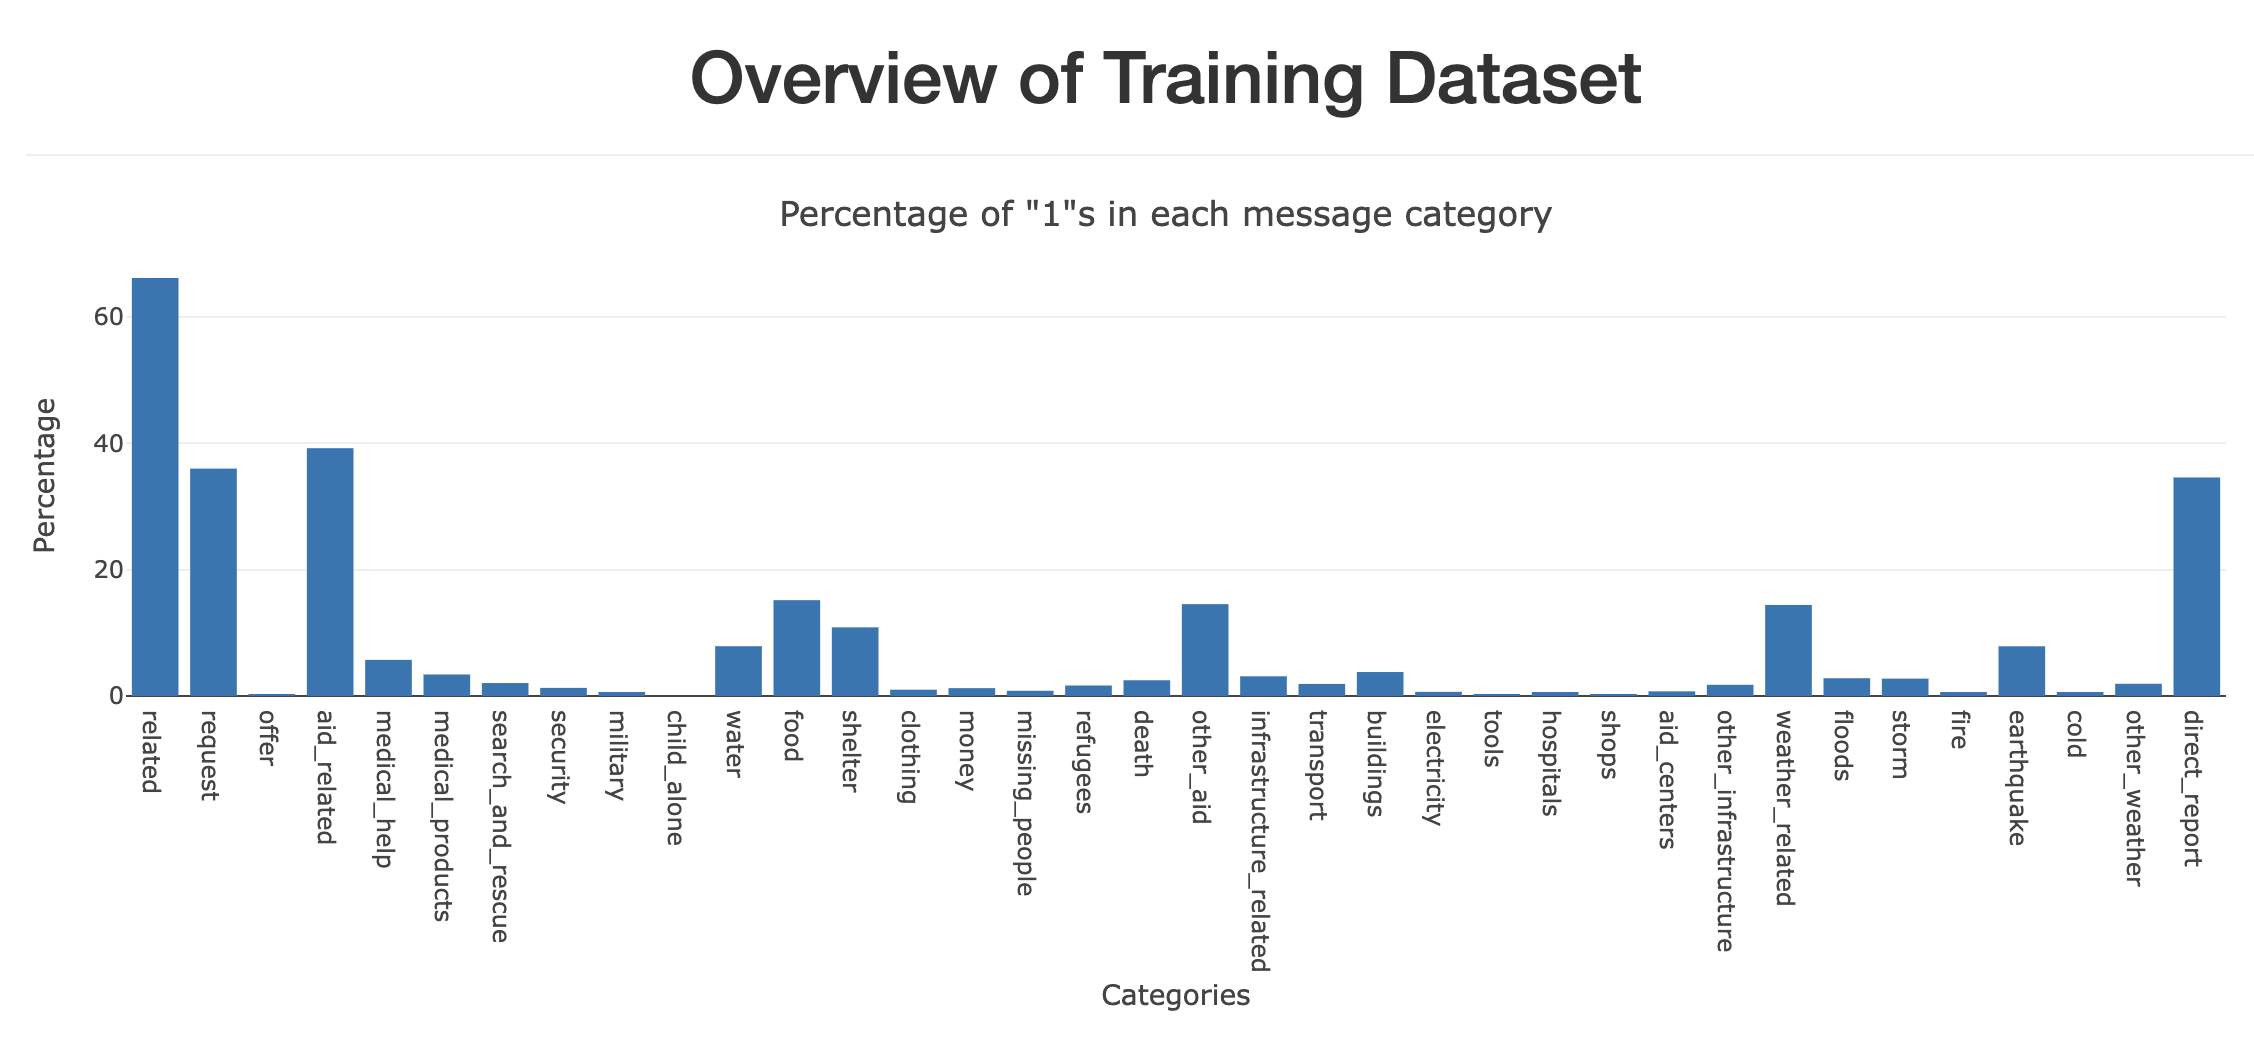 Overview of Training Dataset
Percentage of "1"s in each message category
Percentage
60
40
20
0
related
request
offer
aid_related
medical_help
medical_products
search_and_rescue
security
military
child_alone
water
food
shelter
clothing
money
missing_people
refugees
death
other_aid
infrastructure_related
transport
buildings
electricity
tools
hospitals
shops
aid_centers
other_infrastructure
weather_related
floods
storm
fire
earthquake
cold
other_weather
direct_report
Categories